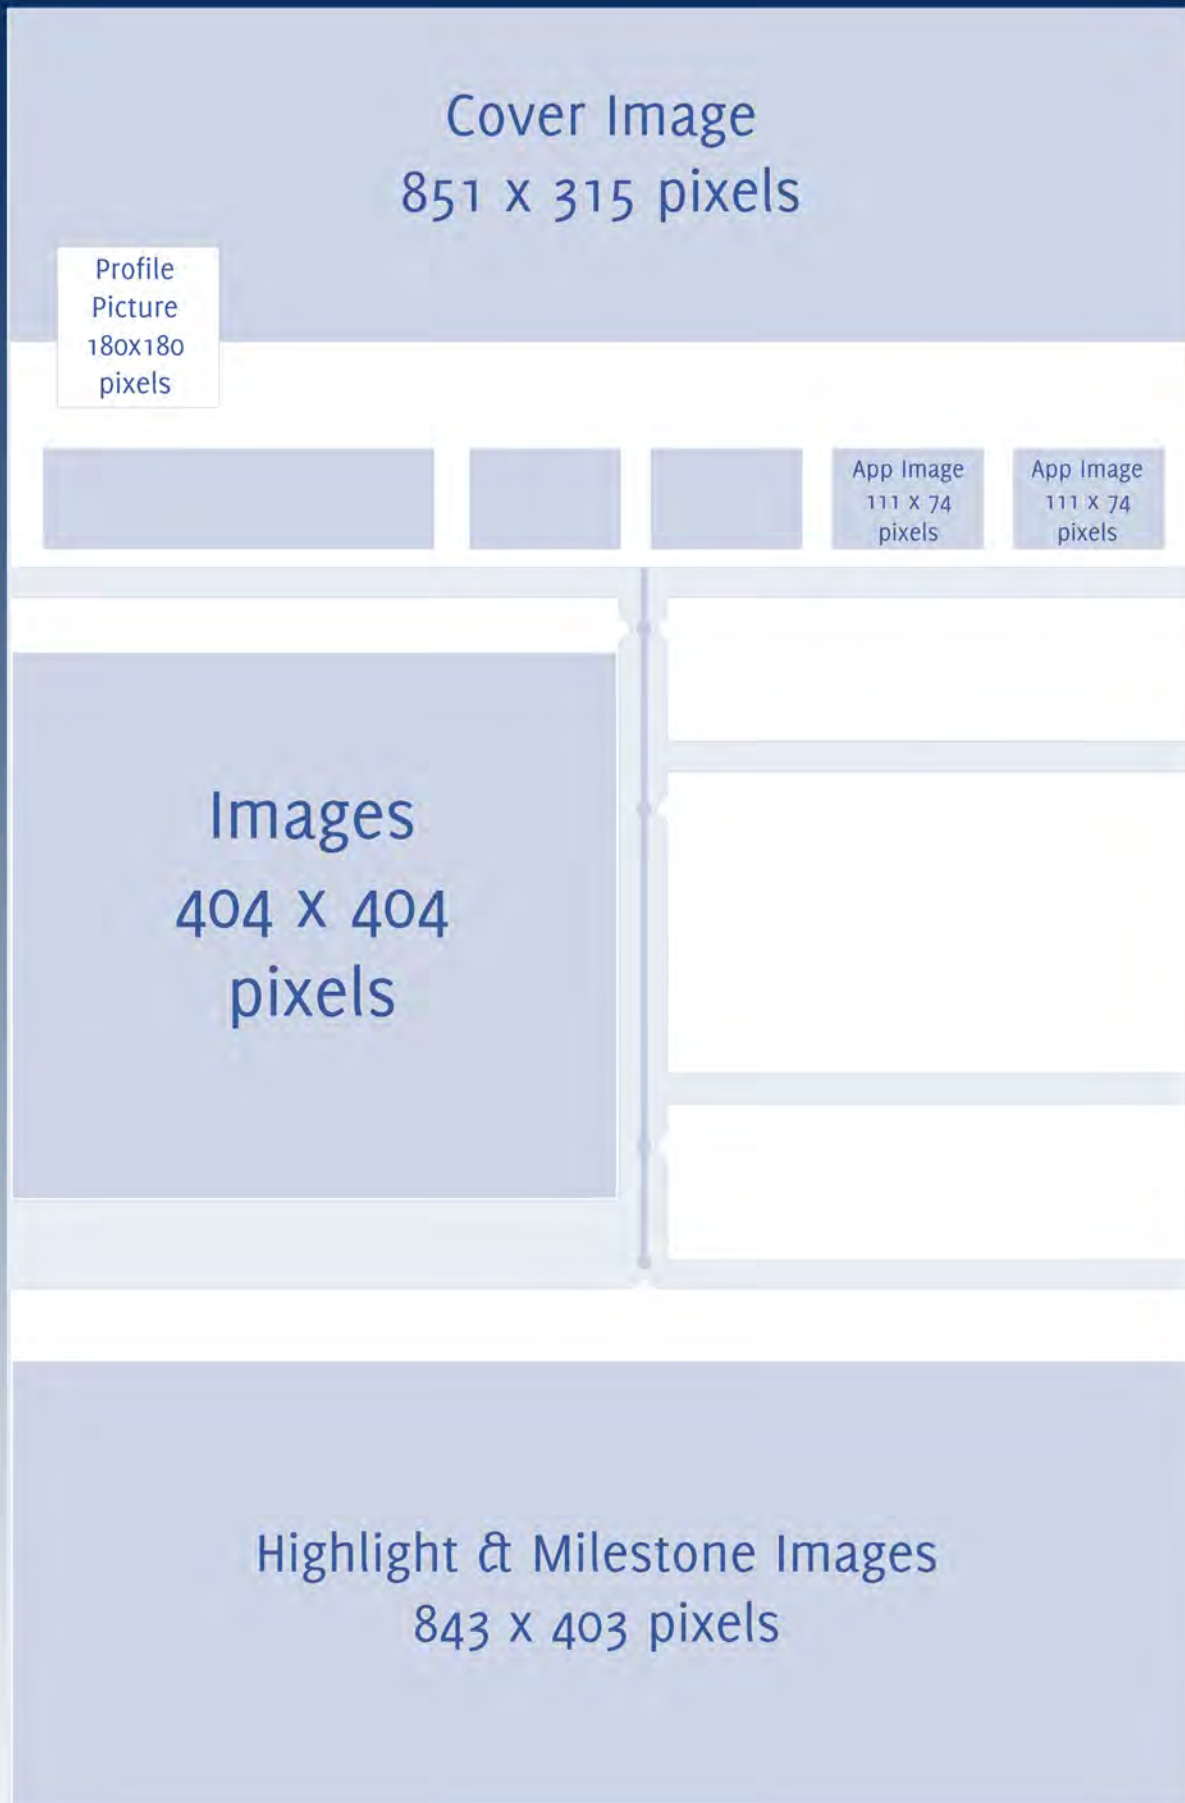 Cover Image
851 x 315 pixels
Profile
Picture
180x180
pixels
App Image
111 x 74
pixels
App Image
111 x 74
pixels
Images
404 x 404
pixels
Highlight & Milestone Images
843 x 403 pixels